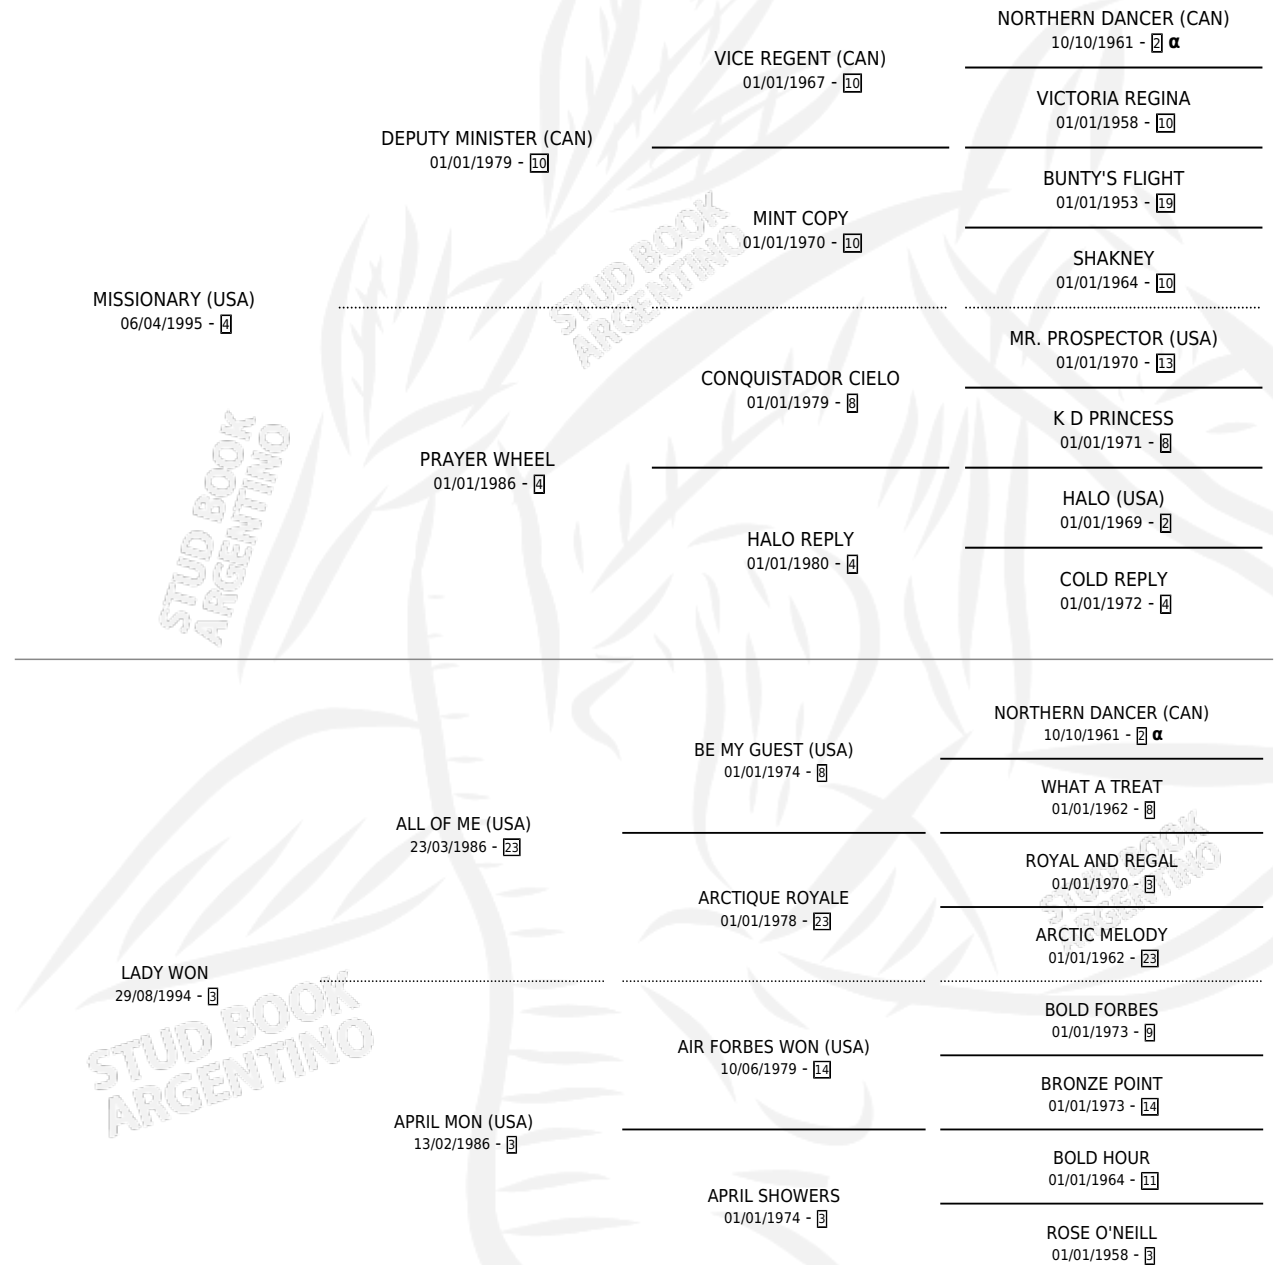 NORTHERN DANCER (CAN)
10/10/1961 - 2 α
VICE REGENT (CAN)
01/01/1967 - 10
VICTORIA REGINA
01/01/1958 - 10
DEPUTY MINISTER (CAN)
01/01/1979 - 10
BUNTY'S FLIGHT
01/01/1953 - 19
MINT COPY
01/01/1970 - 10
SHAKNEY
01/01/1964 - 10
MISSIONARY (USA)
06/04/1995 - 4
MR. PROSPECTOR (USA)
01/01/1970 - 13
CONQUISTADOR CIELO
01/01/1979 - 8
K D PRINCESS
01/01/1971 - 8
PRAYER WHEEL
01/01/1986 - 4
HALO (USA)
01/01/1969 - 2
HALO REPLY
01/01/1980 - 4
COLD REPLY
01/01/1972 - 4
STUD BOOK
ARGENTINO
STUD BOOK
ARGENTINO
NORTHERN DANCER (CAN)
10/10/1961 - 2 α
BE MY GUEST (USA)
01/01/1974 - 8
WHAT A TREAT
01/01/1962 - 8
ALL OF ME (USA)
23/03/1986 - 23
ROYAL AND REGAL
01/01/1970 - 3
ARCTIQUE ROYALE
01/01/1978 - 23
ARCTIC MELODY
01/01/1962 - 23
LADY WON
29/08/1994 - 3
BOLD FORBES
01/01/1973 - 9
AIR FORBES WON (USA)
10/06/1979 - 14
BRONZE POINT
01/01/1973 - 14
APRIL MON (USA)
13/02/1986 - 3
BOLD HOUR
01/01/1964 - 11
APRIL SHOWERS
01/01/1974 - 3
ROSE O'NEILL
01/01/1958 - 3
STUD BOOK
ARGENTINO
STUD BOOK
ARGENTINO